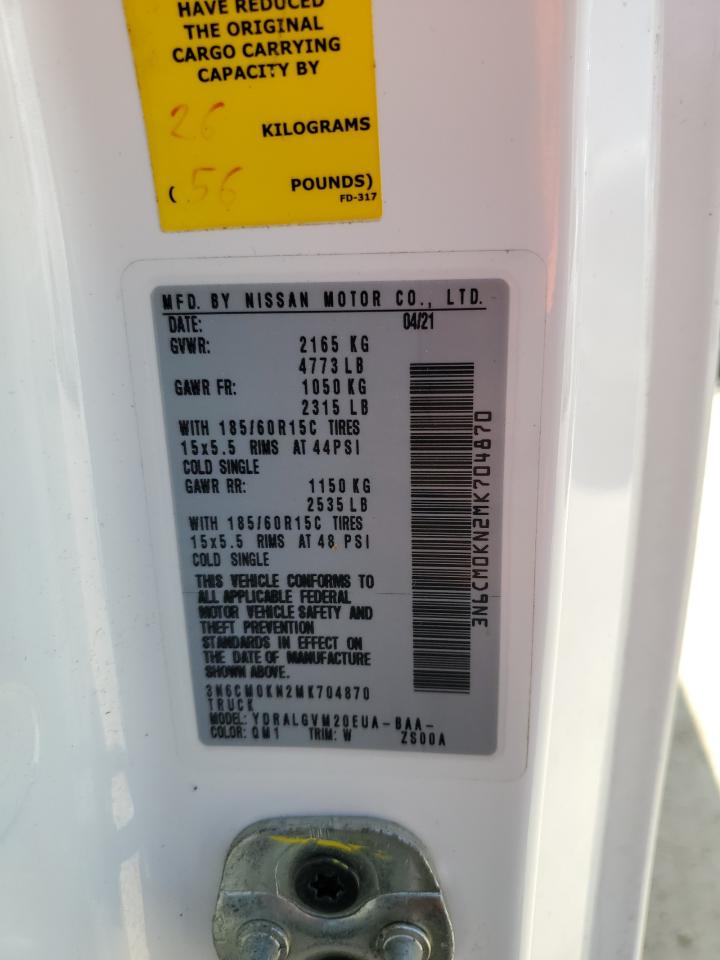 HAVE REDUCED
THE ORIGINAL
CARGO CARRYING
CAPACITY BY
26 KILOGRAMS
(56 POUNDS)
FD-317
MFD. BY NISSAN MOTOR CO., LTD.
DATE: 04/21
GVWR: 2165 KG
4773 LB
GAWR FR: 1050 KG
2315 LB
WITH 185/60R15C TIRES
15x5.5 RIMS AT 44PSI
COLD SINGLE
GAWR RR: 1150 KG
2535 LB
WITH 185/60R15C TIRES
15x5.5 RIMS AT 48 PSI
COLD SINGLE
THIS VEHICLE CONFORMS TO
ALL APPLICABLE FEDERAL
MOTOR VEHICLE SAFETY AND
THEFT PREVENTION
STANDARDS IN EFFECT ON
THE DATE OF MANUFACTURE
SHOWN ABOVE.
3N6CM0KN2MK704870
TRUCK
MODEL: YDRALGVM20EUA-BAA-
COLOR: QM1 TRIM: W ZS00A
3N6CM0KN2MK704870